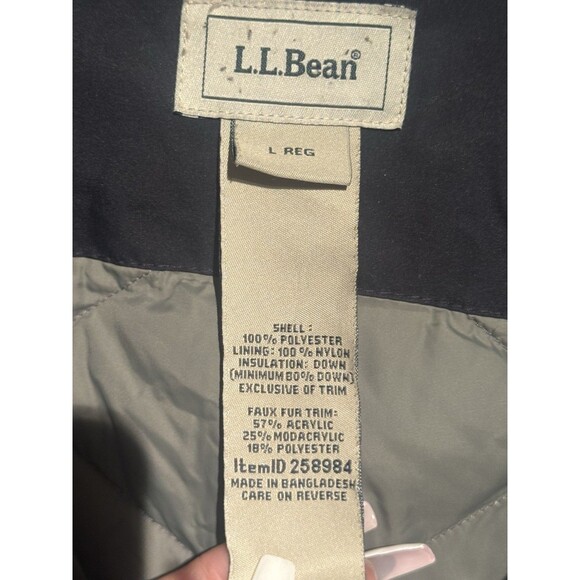 L.L.Bean®
L REG
SHELL:
100% POLYESTER
LINING: 100% NYLON
INSULATION: DOWN
(MINIMUM 80% DOWN)
EXCLUSIVE OF TRIM
FAUX FUR TRIM:
57% ACRYLIC
25% MODACRYLIC
18% POLYESTER
ItemID 258984
MADE IN BANGLADESH
CARE ON REVERSE